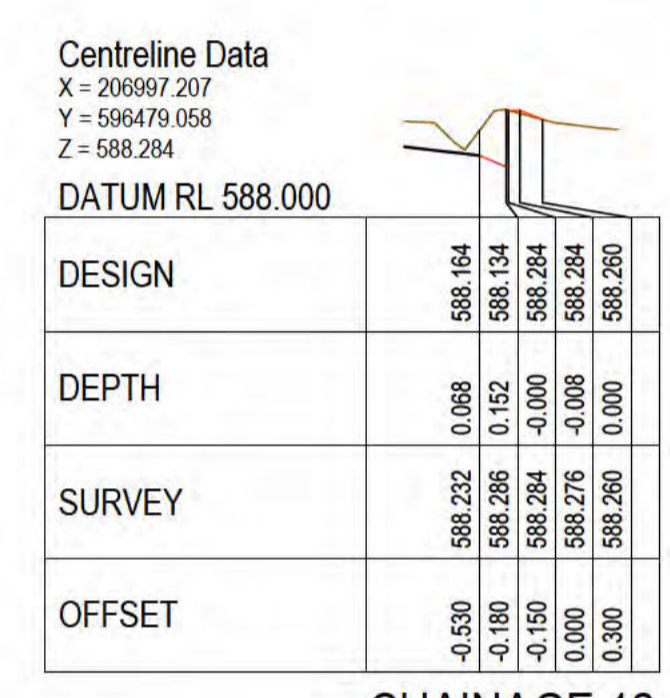 Centreline Data
X = 206997.207
Y = 596479.058
Z = 588.284
DATUM RL 588.000
DESIGN 588.164 588.134 588.284 588.284 588.260
DEPTH 0.068 0.152 -0.000 -0.008 0.000
SURVEY 588.232 588.286 588.284 588.276 588.260
OFFSET -0.530 -0.180 -0.150 0.000 0.300